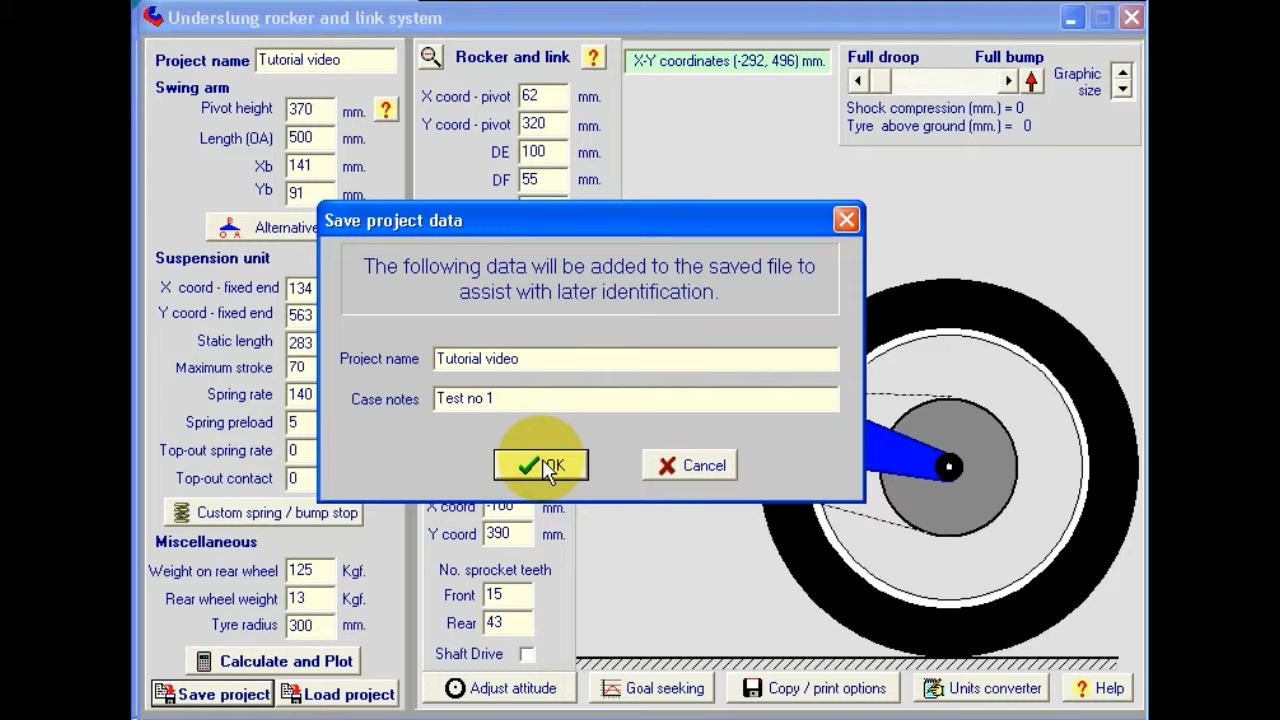 Underslung rocker and link system
Project name Tutorial video
Swing arm
Pivot height 370 mm. ?
Length (OA) 500 mm.
Xb 141 mm.
Yb 91 mm.
B
O A
Alternative
Suspension unit
X coord - fixed end 134
Y coord - fixed end 563
Static length 283
Maximum stroke 70
Spring rate 140
Spring preload 5
Top-out spring rate 0
Top-out contact 0
Custom spring / bump stop
Miscellaneous
Weight on rear wheel 125 Kgf.
Rear wheel weight 13 Kgf.
Tyre radius 300 mm.
Calculate and Plot
Save project
Load project
Rocker and link ?
X coord - pivot 62 mm.
Y coord - pivot 320 mm.
DE 100 mm.
DF 55 mm.
X coord -100 mm.
Y coord 390 mm.
No. sprocket teeth
Front 15
Rear 43
Shaft Drive
X-Y coordinates (-292, 496) mm.
Full droop Full bump
Graphic
size
Shock compression (mm.) = 0
Tyre above ground (mm.) = 0
Save project data
The following data will be added to the saved file to
assist with later identification.
Project name Tutorial video
Case notes Test no 1
OK
Cancel
Adjust attitude
Goal seeking
Copy / print options
Units converter
? Help